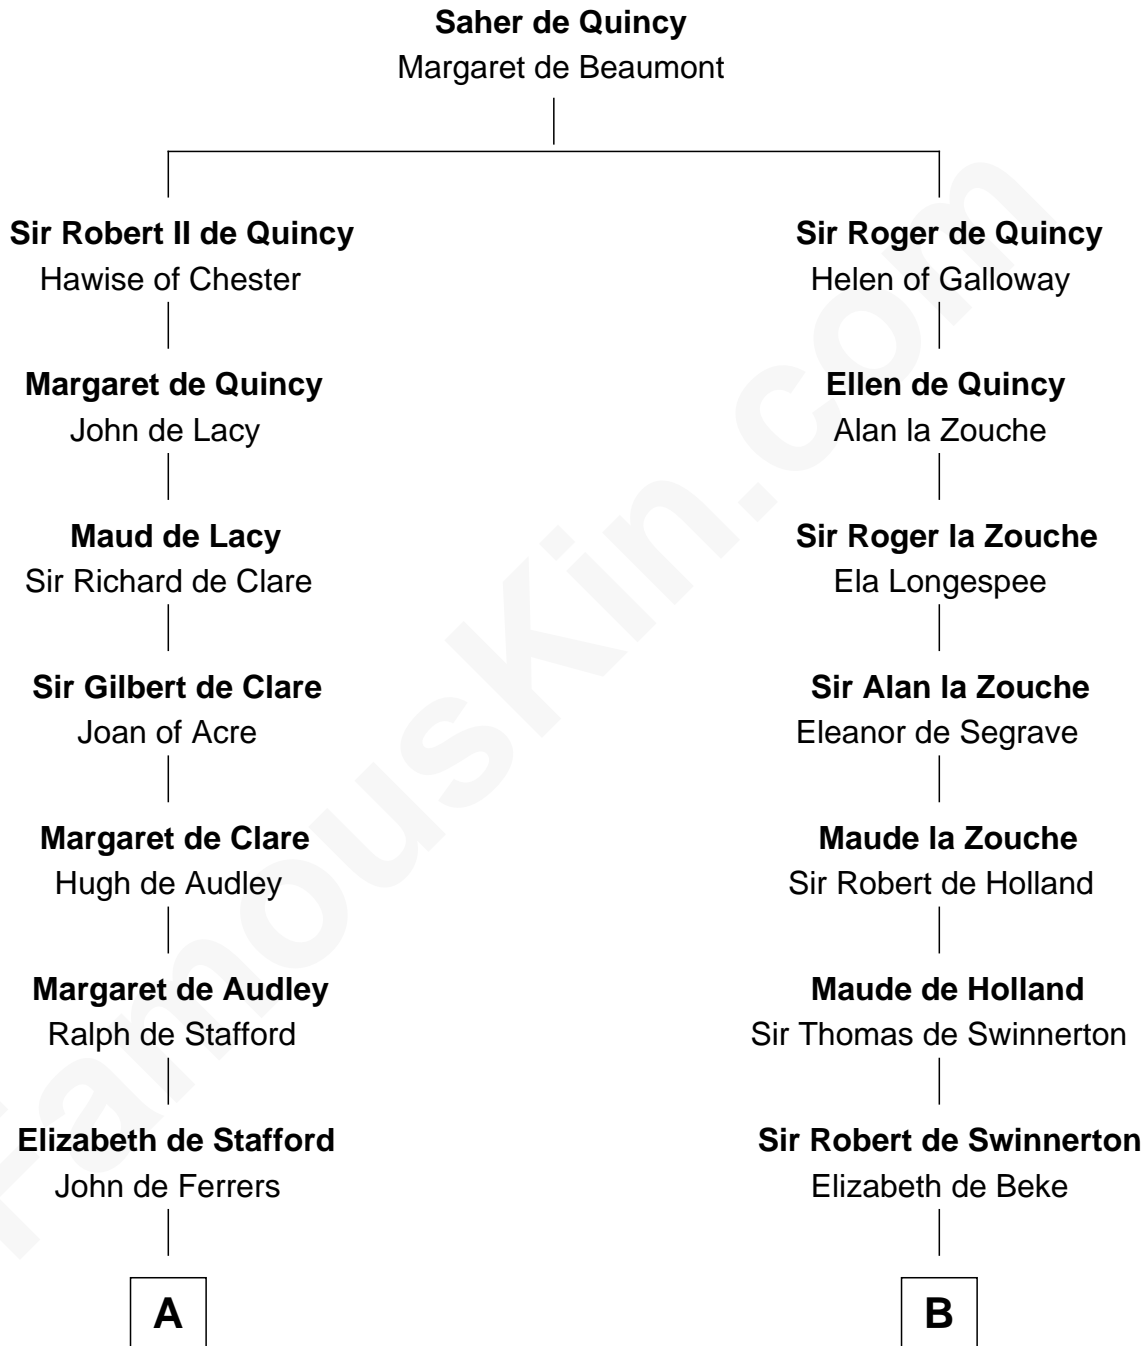 Saher de Quincy
Margaret de Beaumont
Sir Robert II de Quincy
Hawise of Chester
Sir Roger de Quincy
Helen of Galloway
Margaret de Quincy
John de Lacy
Ellen de Quincy
Alan la Zouche
Maud de Lacy
Sir Richard de Clare
Sir Roger la Zouche
Ela Longespee
Sir Gilbert de Clare
Joan of Acre
Sir Alan la Zouche
Eleanor de Segrave
Margaret de Clare
Hugh de Audley
Maude la Zouche
Sir Robert de Holland
Margaret de Audley
Ralph de Stafford
Maude de Holland
Sir Thomas de Swinnerton
Elizabeth de Stafford
John de Ferrers
Sir Robert de Swinnerton
Elizabeth de Beke
A
B
FamousKin.com